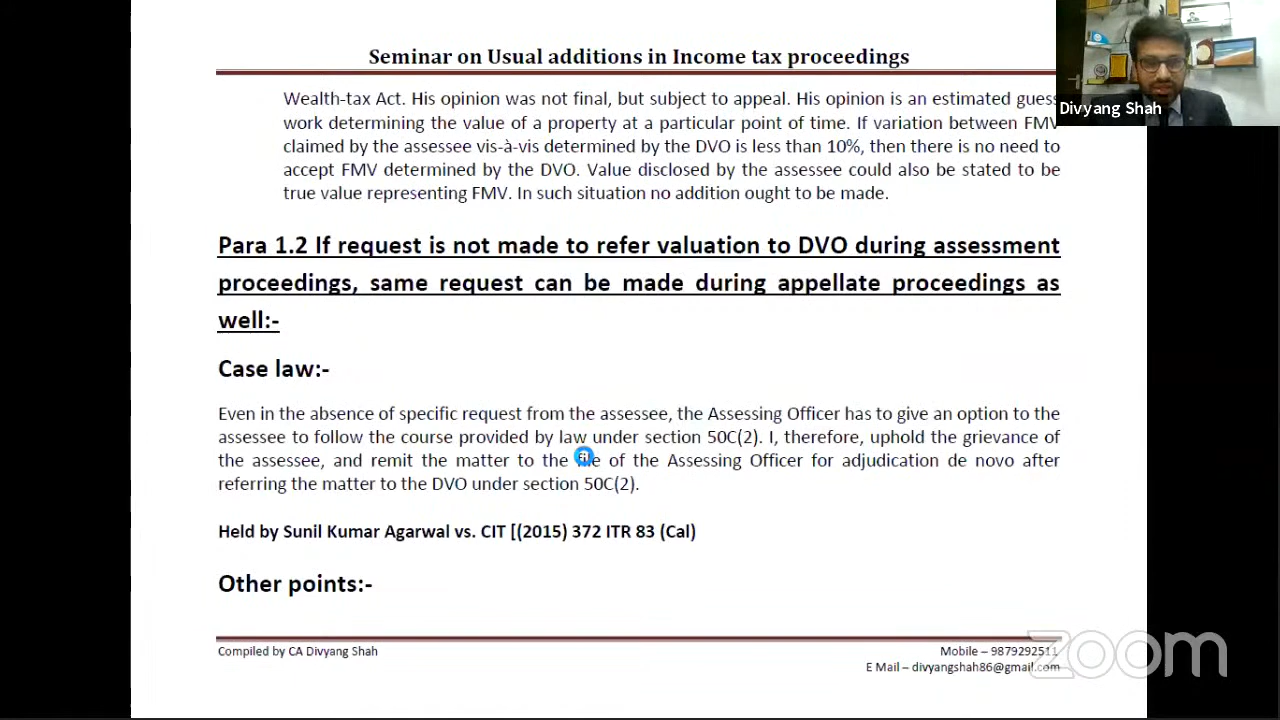 Seminar on Usual additions in Income tax proceedings
Divyang Shah
Wealth-tax Act. His opinion was not final, but subject to appeal. His opinion is an estimated guess
work determining the value of a property at a particular point of time. If variation between FMV
claimed by the assessee vis-à-vis determined by the DVO is less than 10%, then there is no need to
accept FMV determined by the DVO. Value disclosed by the assessee could also be stated to be
true value representing FMV. In such situation no addition ought to be made.
Para 1.2 If request is not made to refer valuation to DVO during assessment
proceedings, same request can be made during appellate proceedings as
well:-
Case law:-
Even in the absence of specific request from the assessee, the Assessing Officer has to give an option to the
assessee to follow the course provided by law under section 50C(2). I, therefore, uphold the grievance of
the assessee, and remit the matter to the file of the Assessing Officer for adjudication de novo after
referring the matter to the DVO under section 50C(2).
Held by Sunil Kumar Agarwal vs. CIT [(2015) 372 ITR 83 (Cal)
Other points:-
Compiled by CA Divyang Shah
Mobile – 9879292511
E Mail – divyangshah86@gmail.com
zoom